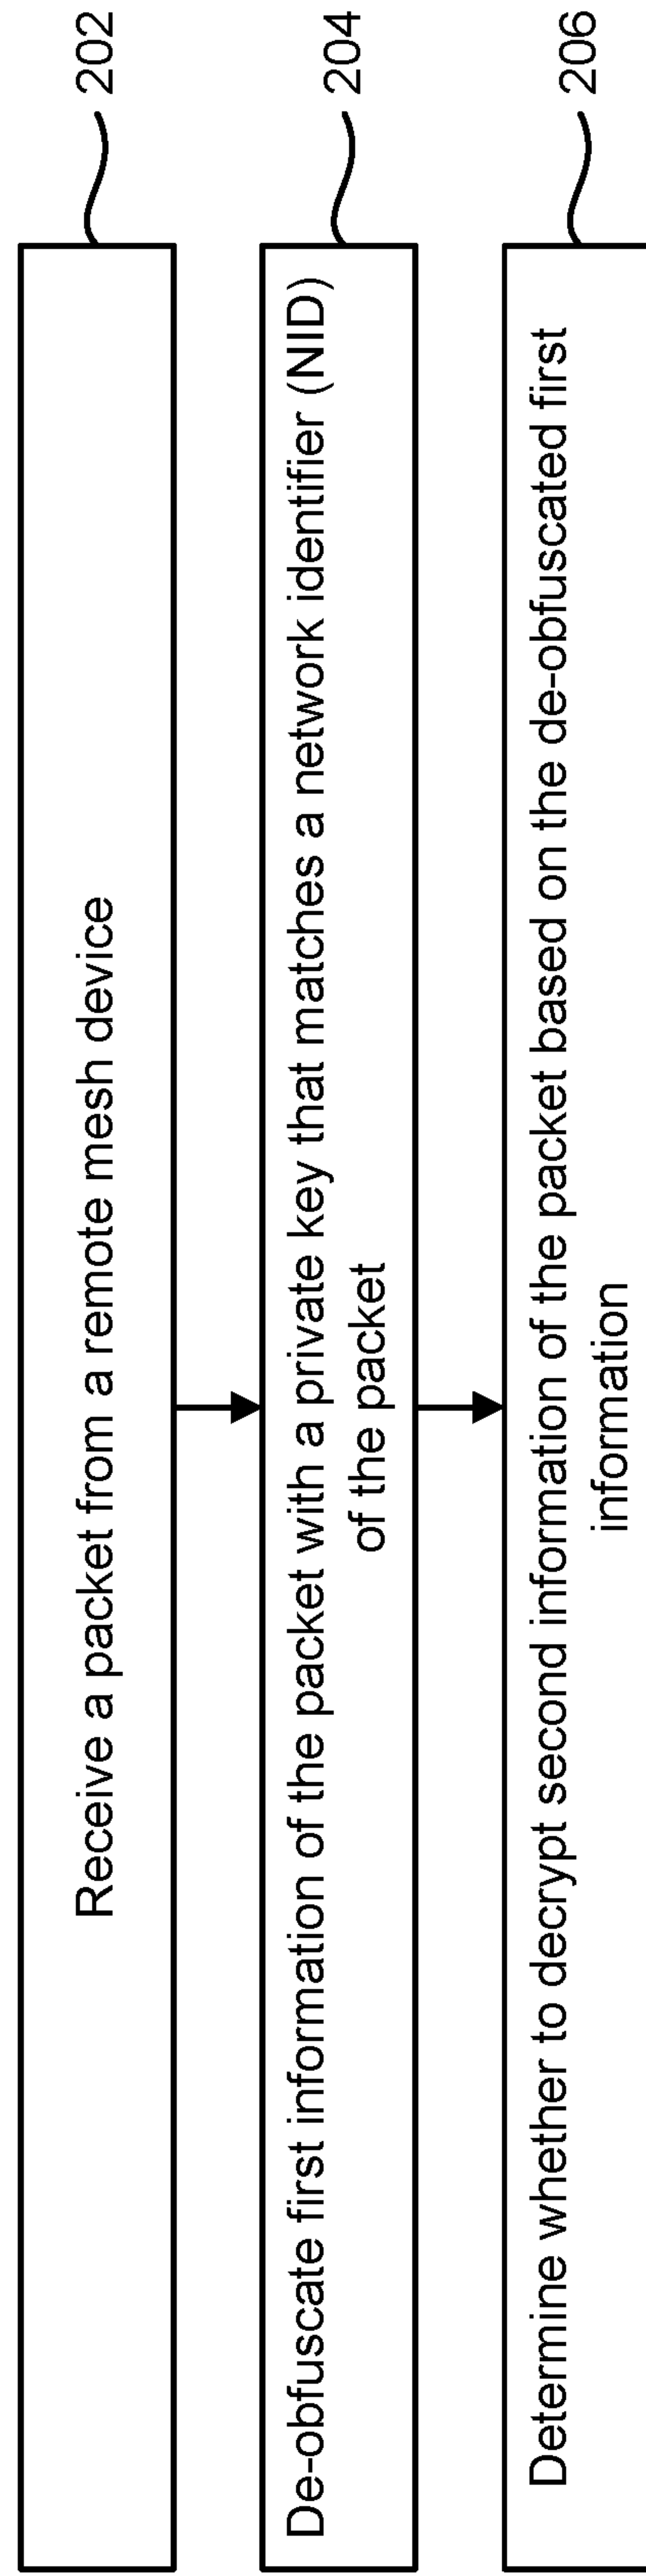 Receive a packet from a remote mesh device
202
De-obfuscate first information of the packet with a private key that matches a network identifier (NID)
of the packet
204
Determine whether to decrypt second information of the packet based on the de-obfuscated first
information
206